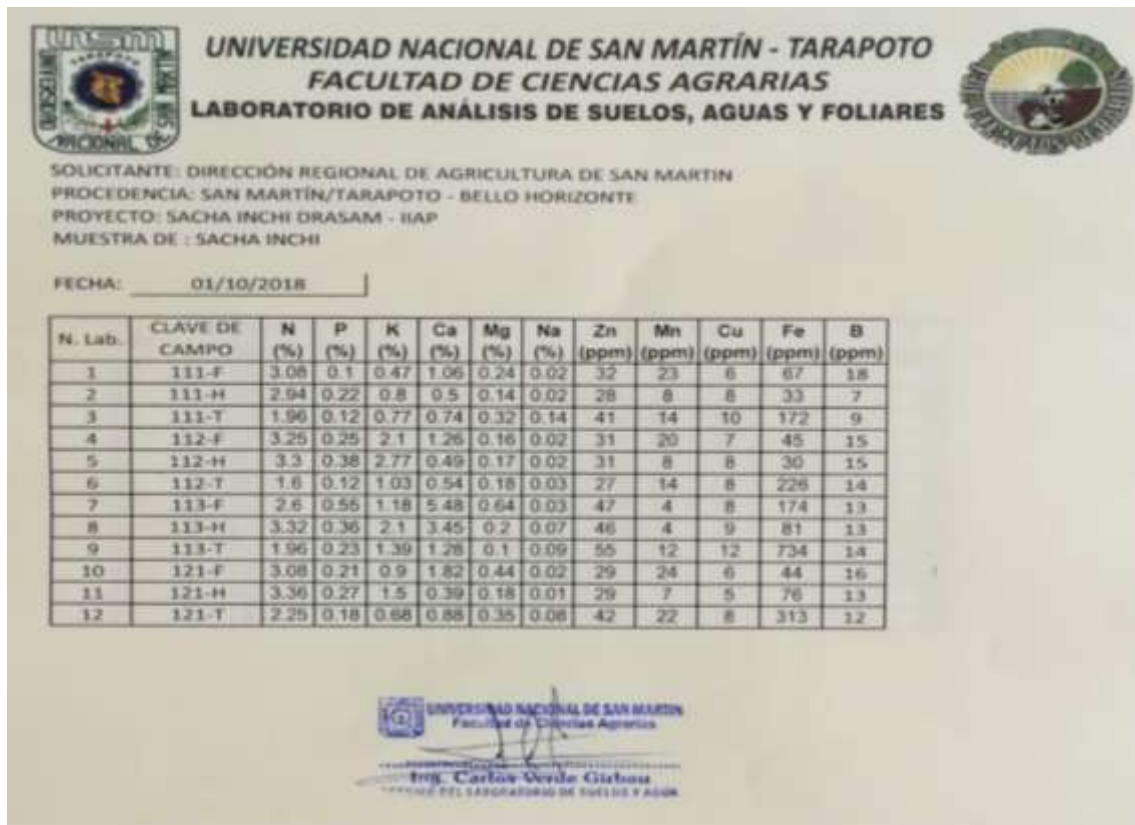 UNSM
TARAPOTO
UNIVERSIDAD
NACIONAL DE
SAN MARTIN
UNIVERSIDAD NACIONAL DE SAN MARTÍN - TARAPOTO
FACULTAD DE CIENCIAS AGRARIAS
LABORATORIO DE ANÁLISIS DE SUELOS, AGUAS Y FOLIARES
SOLICITANTE: DIRECCIÓN REGIONAL DE AGRICULTURA DE SAN MARTIN
PROCEDENCIA: SAN MARTÍN/TARAPOTO - BELLO HORIZONTE
PROYECTO: SACHA INCHI DRASAM - IIAP
MUESTRA DE : SACHA INCHI
FECHA: 01/10/2018
N. Lab. CLAVE DE CAMPO N (%) P (%) K (%) Ca (%) Mg (%) Na (%) Zn (ppm) Mn (ppm) Cu (ppm) Fe (ppm) B (ppm)
1 111-F 3.08 0.1 0.47 1.06 0.24 0.02 32 23 6 67 18
2 111-H 2.94 0.22 0.8 0.5 0.14 0.02 28 8 8 33 7
3 111-T 1.96 0.12 0.77 0.74 0.32 0.14 41 14 10 172 9
4 112-F 3.25 0.25 2.1 1.26 0.16 0.02 31 20 7 45 15
5 112-H 3.3 0.38 2.77 0.49 0.17 0.02 31 8 8 30 15
6 112-T 1.6 0.12 1.03 0.54 0.18 0.03 27 14 8 226 14
7 113-F 2.6 0.55 1.18 5.48 0.64 0.03 47 4 8 174 13
8 113-H 3.32 0.36 2.1 3.45 0.2 0.07 46 4 9 81 13
9 113-T 1.96 0.23 1.39 1.28 0.1 0.09 55 12 12 734 14
10 121-F 3.08 0.21 0.9 1.82 0.44 0.02 29 24 6 44 16
11 121-H 3.36 0.27 1.5 0.39 0.18 0.01 29 7 5 76 13
12 121-T 2.25 0.18 0.68 0.88 0.35 0.08 42 22 8 313 12
UNIVERSIDAD NACIONAL DE SAN MARTIN
Facultad de Ciencias Agrarias
Ing. Carlos Verde Girbau
DEL LABORATORIO DE SUELOS Y AGUA